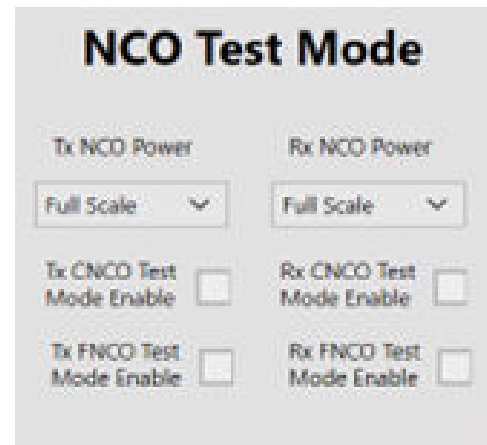 NCO Test Mode
Tx NCO Power
Rx NCO Power
Full Scale
Full Scale
Tx CNCO Test
Mode Enable
Rx CNCO Test
Mode Enable
Tx FNCO Test
Mode Enable
Rx FNCO Test
Mode Enable